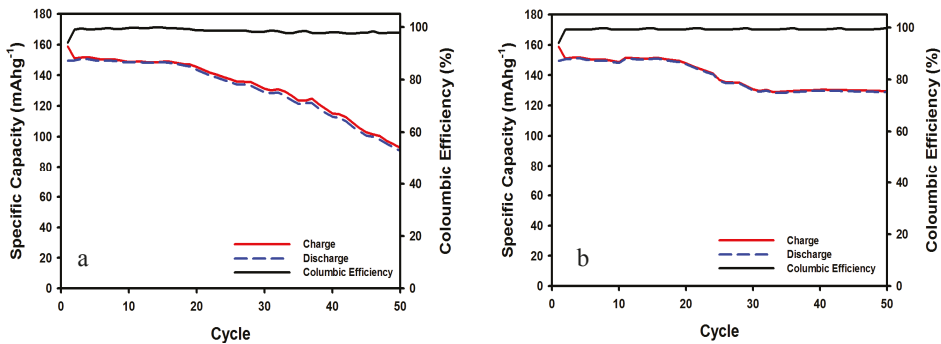 180
160
140
120
100
80
60
40
20
0
Specific Capacity (mAhg-1)
100
80
60
40
20
0
Coloumbic Efficiency (%)
a
Charge
Discharge
Columbic Efficiency
0 10 20 30 40 50
Cycle
180
160
140
120
100
80
60
40
20
0
Specific Capacity (mAhg-1)
100
80
60
40
20
0
Coloumbic Efficiency (%)
b
Charge
Discharge
Columbic Efficiency
0 10 20 30 40 50
Cycle